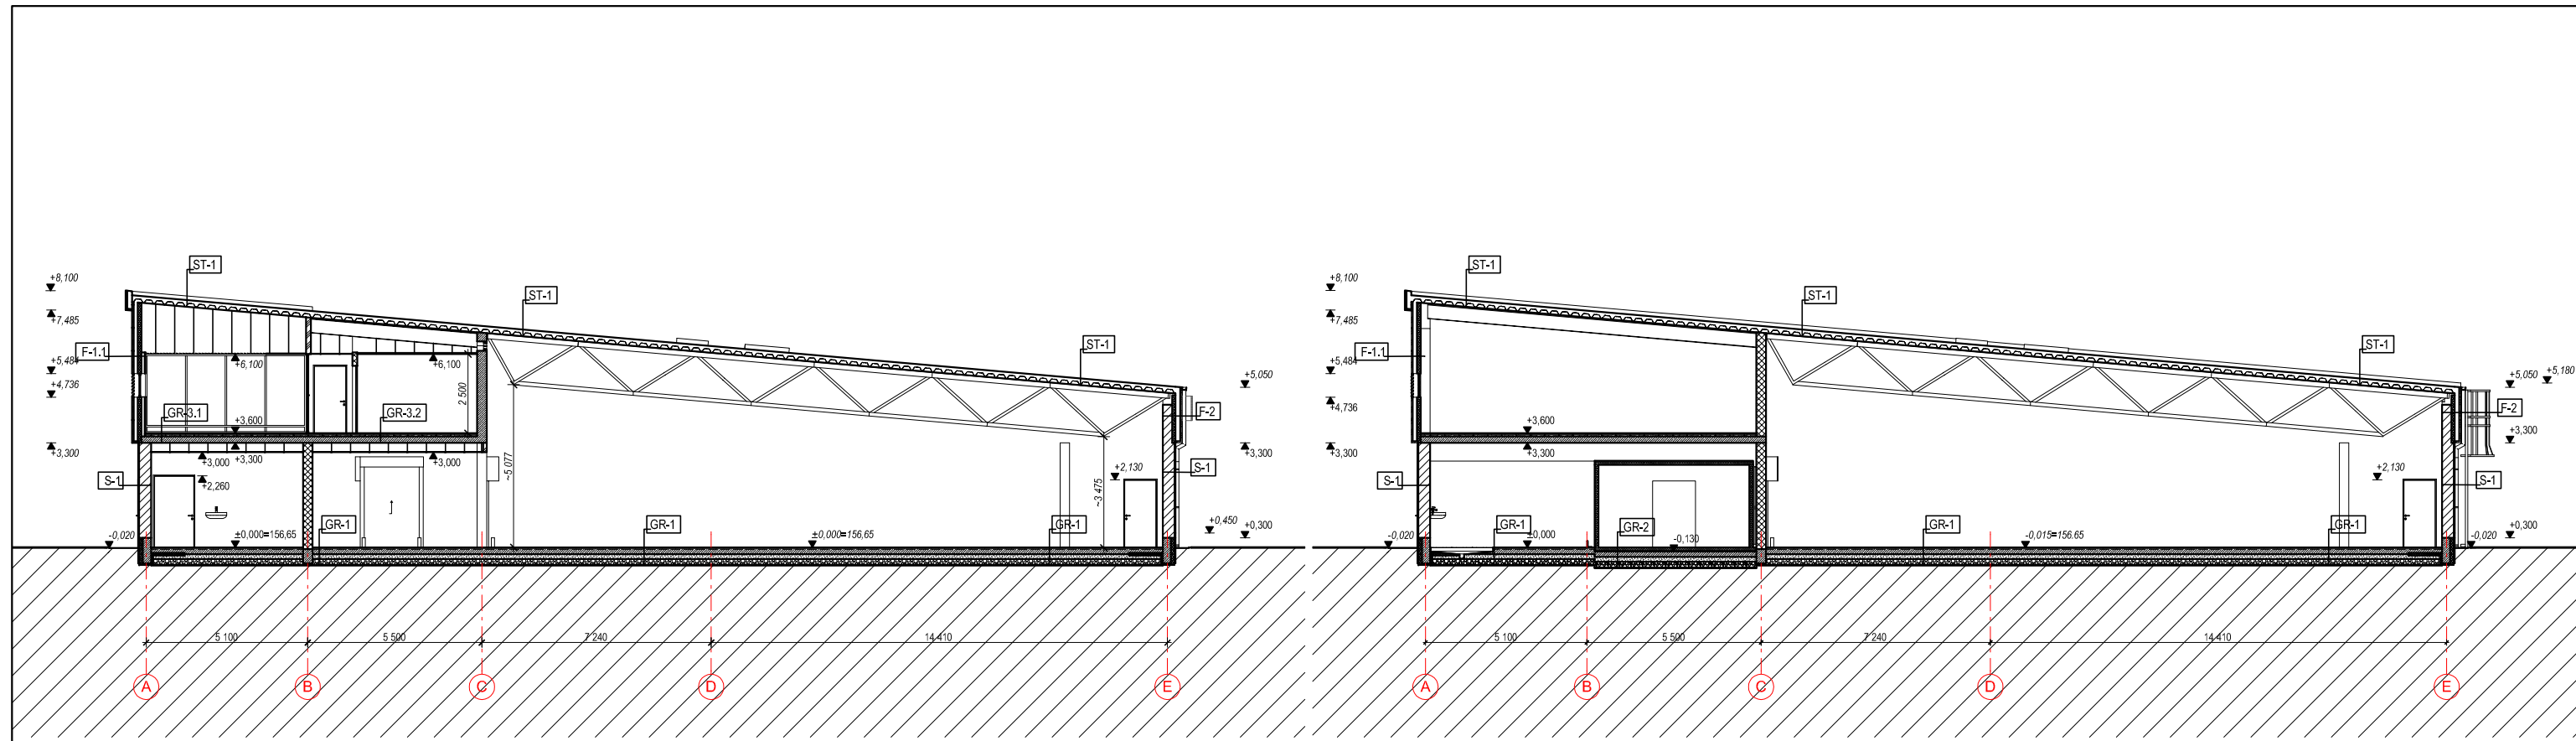 ST-1
+8,100
ST-1
+7,485
F-1.1
+5,484
+4,736
+6,100
+6,100
2 500
ST-1
+5,050
GR-3.1
GR-3.2
F-2
+3,600
+3,300
+3,000
+3,300
+3,000
+3,300
S-1
+2,260
~5 077
~3 475
+2,130
S-1
GR-1
GR-1
GR-1
+0,450
+0,300
-0,020
±0,000=156,65
±0,000=156,65
5 100
5 500
7 240
14 410
A
B
C
D
E
ST-1
+8,100
ST-1
+7,485
F-1.1
+5,484
+4,736
ST-1
+5,050
+5,180
F-2
+3,600
+3,300
+3,300
+3,300
S-1
+2,130
S-1
GR-1
GR-2
GR-1
GR-1
+0,300
-0,020
±0,000
-0,130
-0,015=156.65
-0,020
5 100
5 500
7 240
14 410
A
B
C
D
E